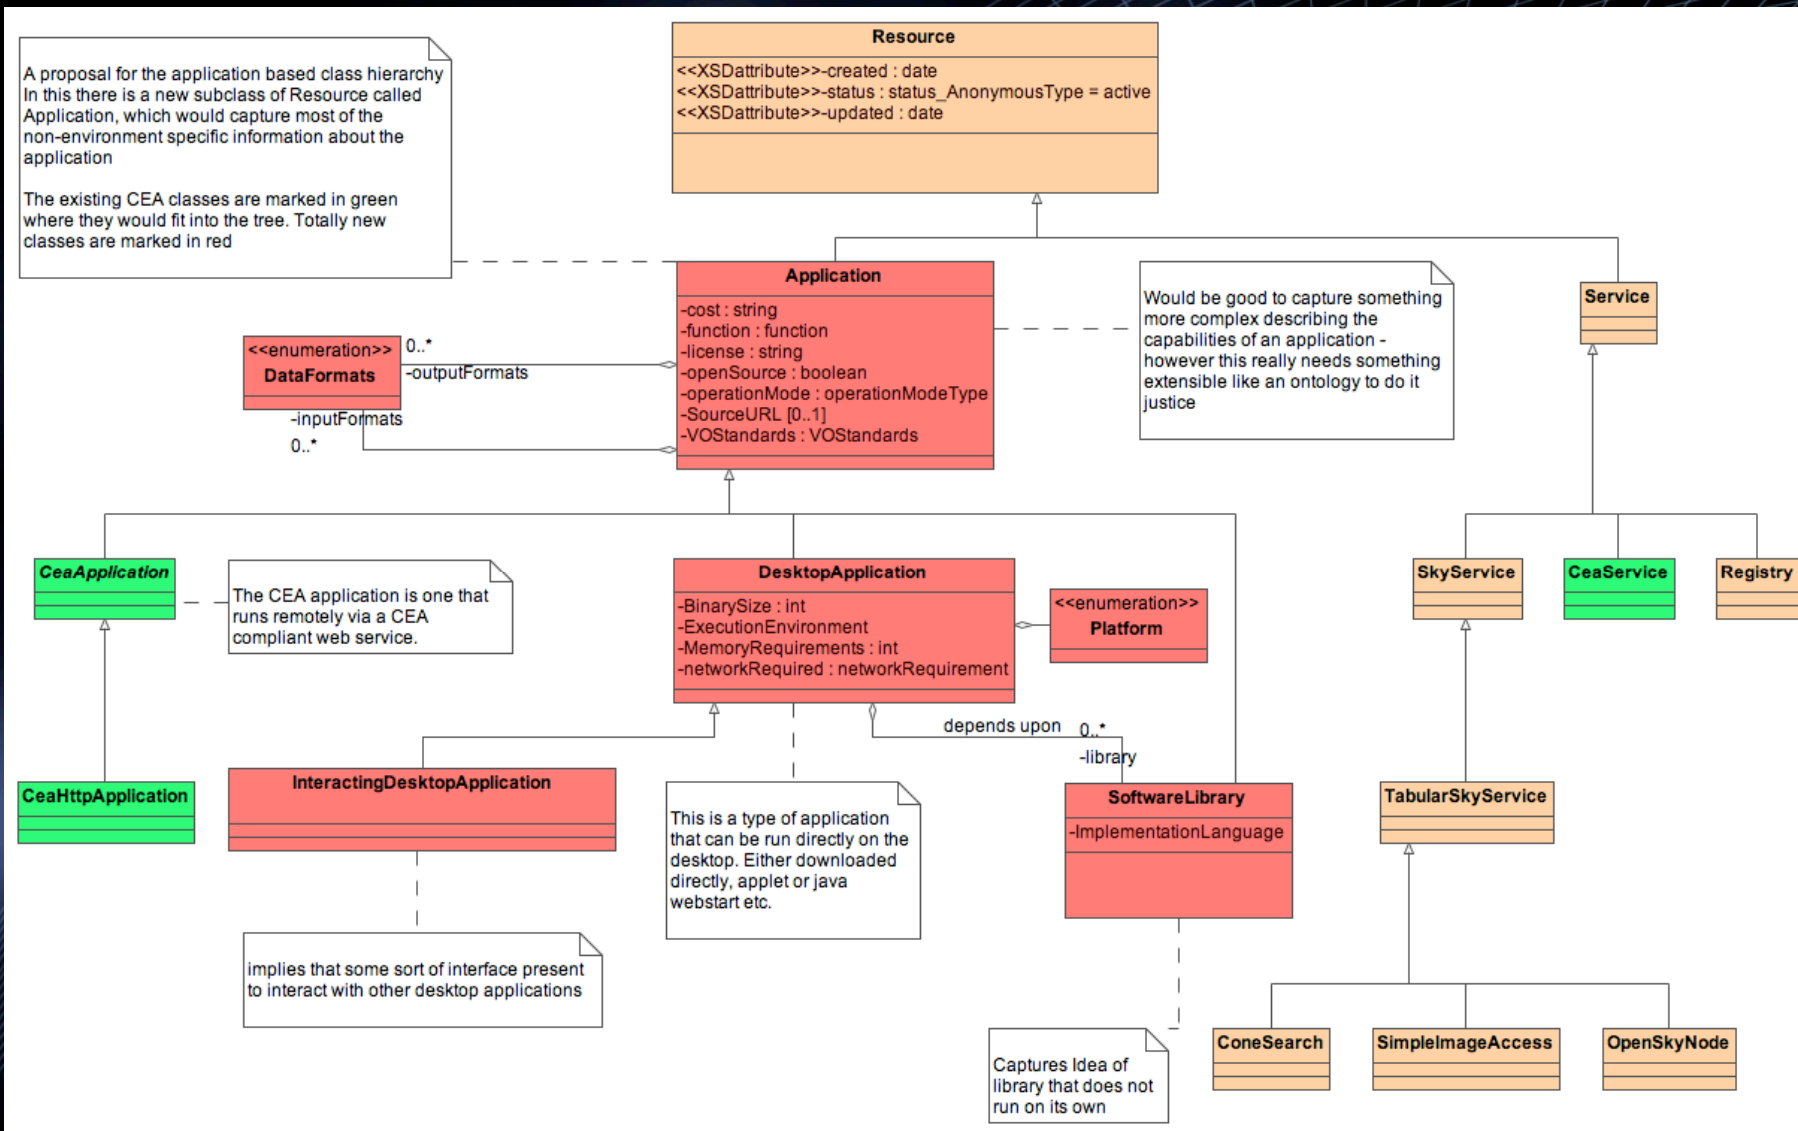 A proposal for the application based class hierarchy
In this there is a new subclass of Resource called
Application, which would capture most of the
non-environment specific information about the
application
The existing CEA classes are marked in green
where they would fit into the tree. Totally new
classes are marked in red
Resource
<<XSDattribute>>-created : date
<<XSDattribute>>-status : status_AnonymousType = active
<<XSDattribute>>-updated : date
Application
-cost : string
-function : function
-license : string
-openSource : boolean
-operationMode : operationModeType
-SourceURL [0..1]
-VOStandards : VOStandards
<<enumeration>>
DataFormats
0..*
-outputFormats
-inputFormats
0..*
Would be good to capture something
more complex describing the
capabilities of an application -
however this really needs something
extensible like an ontology to do it
justice
Service
CeaApplication
The CEA application is one that
runs remotely via a CEA
compliant web service.
DesktopApplication
-BinarySize : int
-ExecutionEnvironment
-MemoryRequirements : int
-networkRequired : networkRequirement
<<enumeration>>
Platform
SkyService
CeaService
Registry
depends upon
0..*
-library
CeaHttpApplication
InteractingDesktopApplication
This is a type of application
that can be run directly on the
desktop. Either downloaded
directly, applet or java
webstart etc.
SoftwareLibrary
-ImplementationLanguage
TabularSkyService
implies that some sort of interface present
to interact with other desktop applications
Captures Idea of
library that does not
run on its own
ConeSearch
SimpleImageAccess
OpenSkyNode